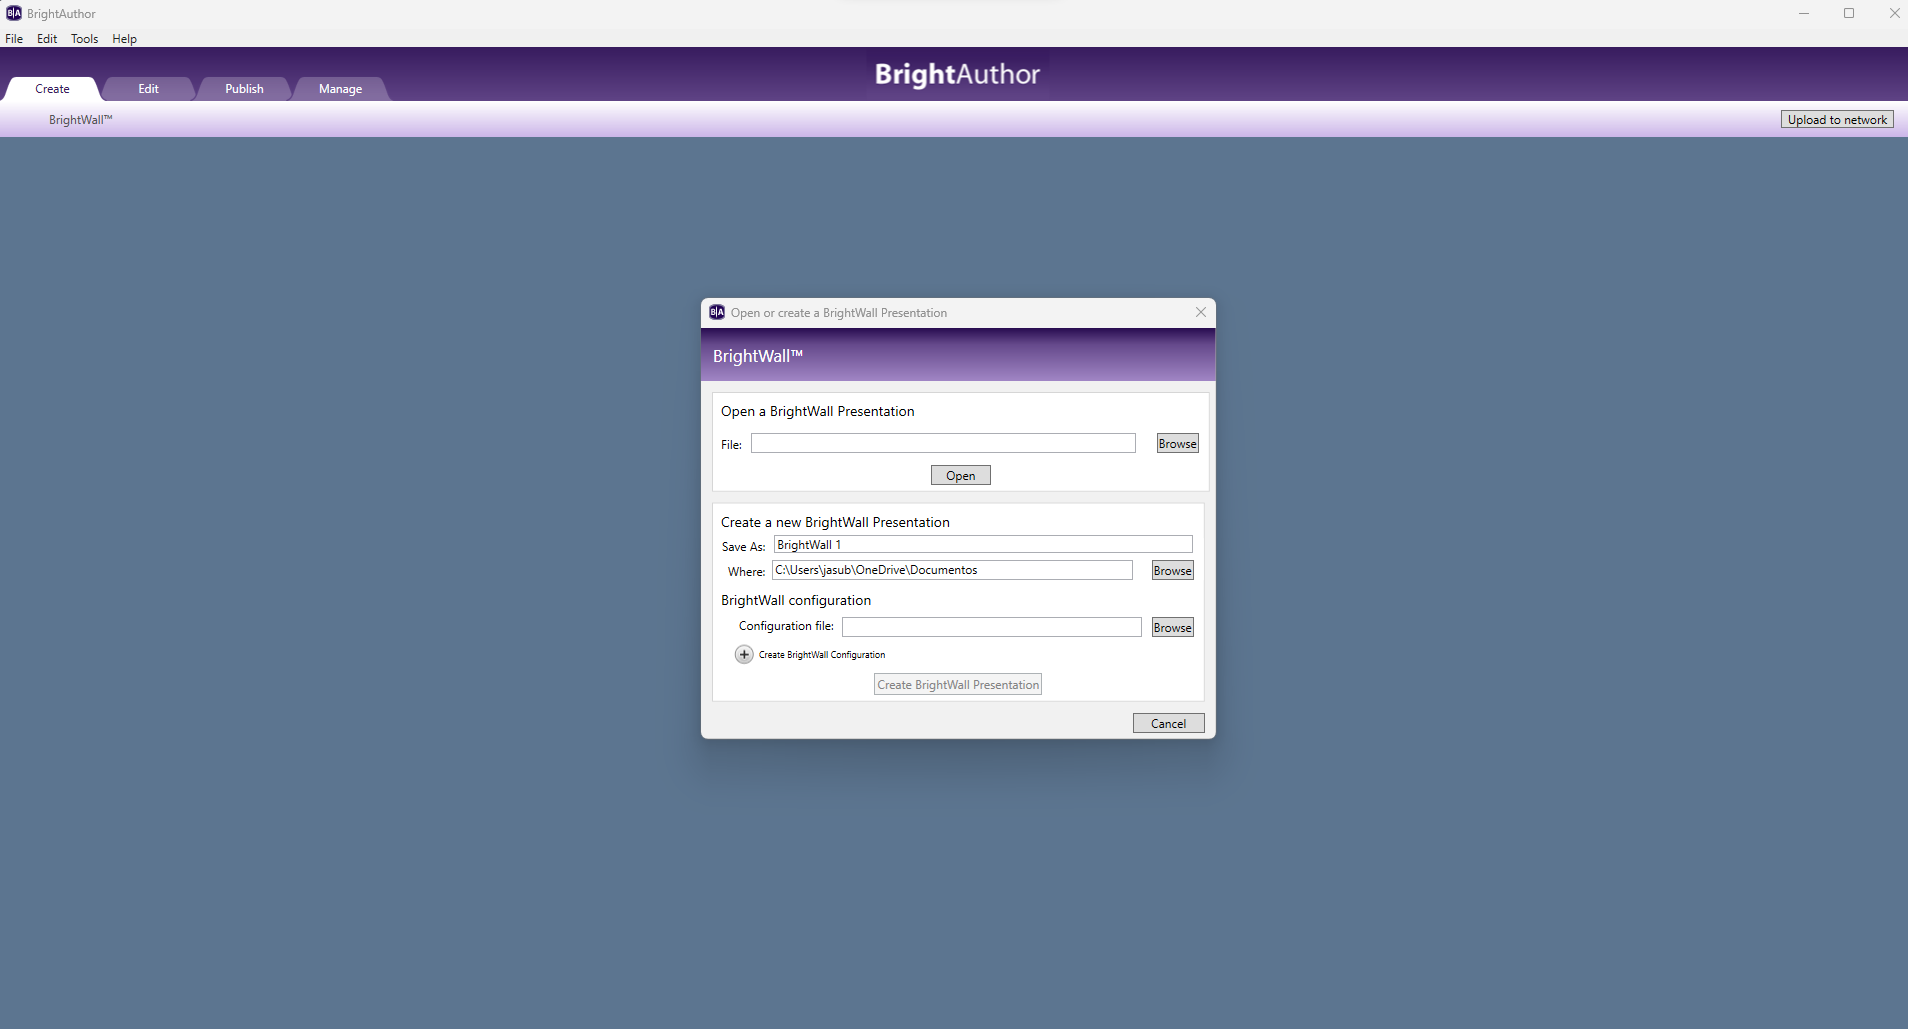 B|A BrightAuthor
File Edit Tools Help
BrightAuthor
Create Edit Publish Manage
BrightWall™ Upload to network
B|A Open or create a BrightWall Presentation
BrightWall™
Open a BrightWall Presentation
File: Browse
Open
Create a new BrightWall Presentation
Save As: BrightWall 1
Where: C:\Users\jasub\OneDrive\Documentos Browse
BrightWall configuration
Configuration file: Browse
Create BrightWall Configuration
Create BrightWall Presentation
Cancel